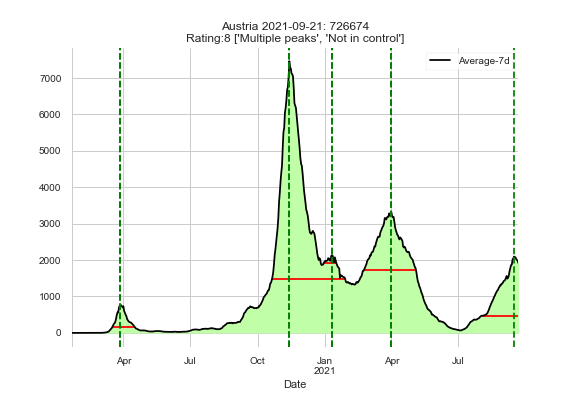 Austria 2021-09-21: 726674
Rating:8 ['Multiple peaks', 'Not in control']
Average-7d
7000
6000
5000
4000
3000
2000
1000
0
Apr Jul Oct Jan Apr Jul
2021
Date